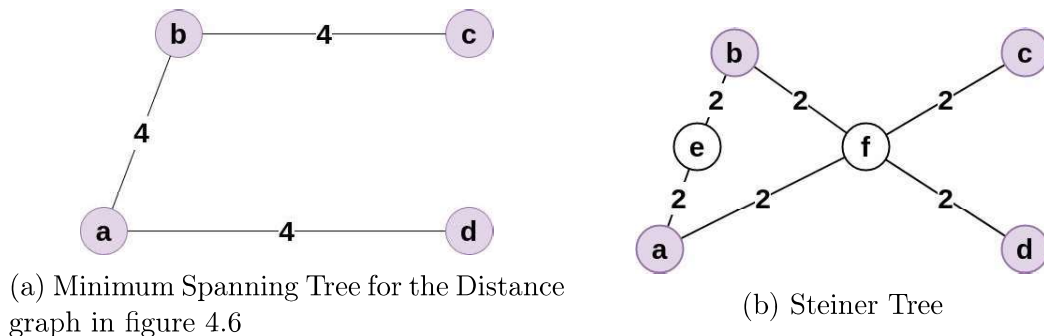 b 4 c
4
a 4 d
(a) Minimum Spanning Tree for the Distance
graph in figure 4.6
b c
2 2 2
e f
2 2 2
a d
(b) Steiner Tree